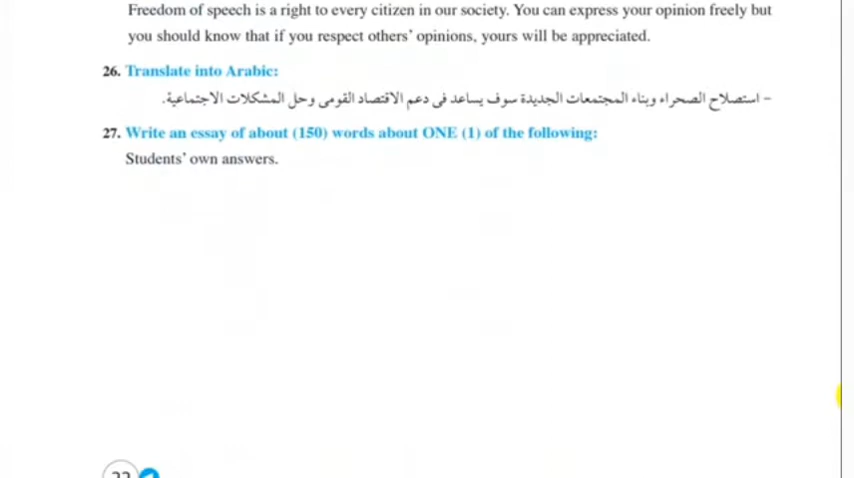 Freedom of speech is a right to every citizen in our society. You can express your opinion freely but
you should know that if you respect others' opinions, yours will be appreciated.
26. Translate into Arabic:
- استصلاح الصحراء وبناء المجتمعات الجديدة سوف يساعد فى دعم الاقتصاد القومى وحل المشكلات الاجتماعية.
27. Write an essay of about (150) words about ONE (1) of the following:
Students' own answers.